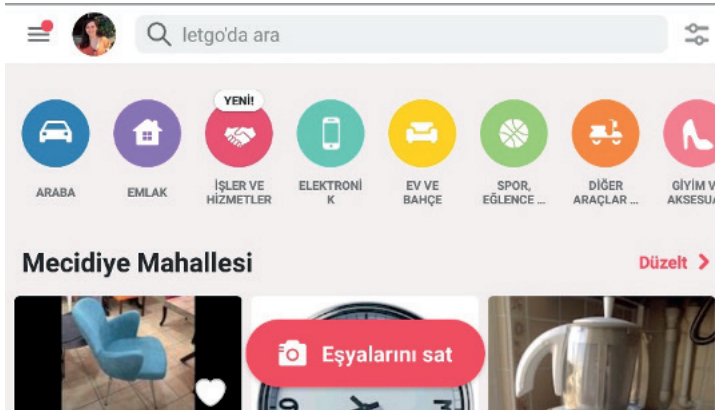 letgo'da ara
YENİ!
ARABA
EMLAK
İŞLER VE
HİZMETLER
ELEKTRONİ
K
EV VE
BAHÇE
SPOR,
EĞLENCE ...
DİĞER
ARAÇLAR ...
GİYİM V
AKSESUA
Mecidiye Mahallesi
Düzelt
Eşyalarını sat